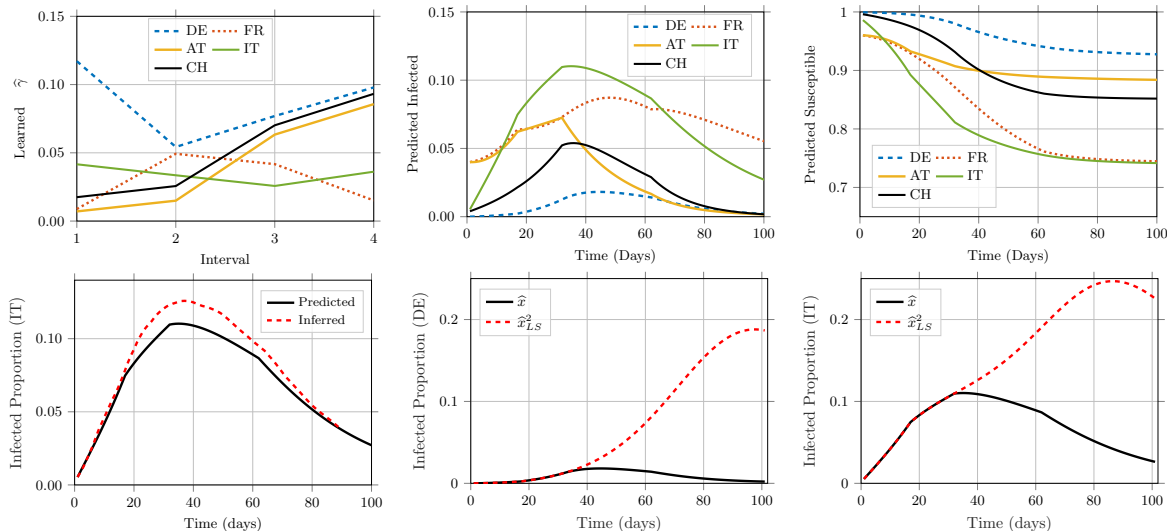 0.15
0.10
0.05
0.00
Learned γ̂
DE FR
AT IT
CH
1 2 3 4
Interval
0.15
0.10
0.05
0.00
Predicted Infected
DE FR
AT IT
CH
0 20 40 60 80 100
Time (Days)
1
0.9
0.8
0.7
Predicted Susceptible
DE FR
AT IT
CH
0 20 40 60 80 100
Time (Days)
0.10
0.05
0.00
Infected Proportion (IT)
Predicted
Inferred
0 20 40 60 80 100
Time (days)
0.2
0.1
0
Infected Proportion (DE)
x̂
x̂²_LS
0 20 40 60 80 100
Time (days)
0.2
0.1
0
Infected Proportion (IT)
x̂
x̂²_LS
0 20 40 60 80 100
Time (days)